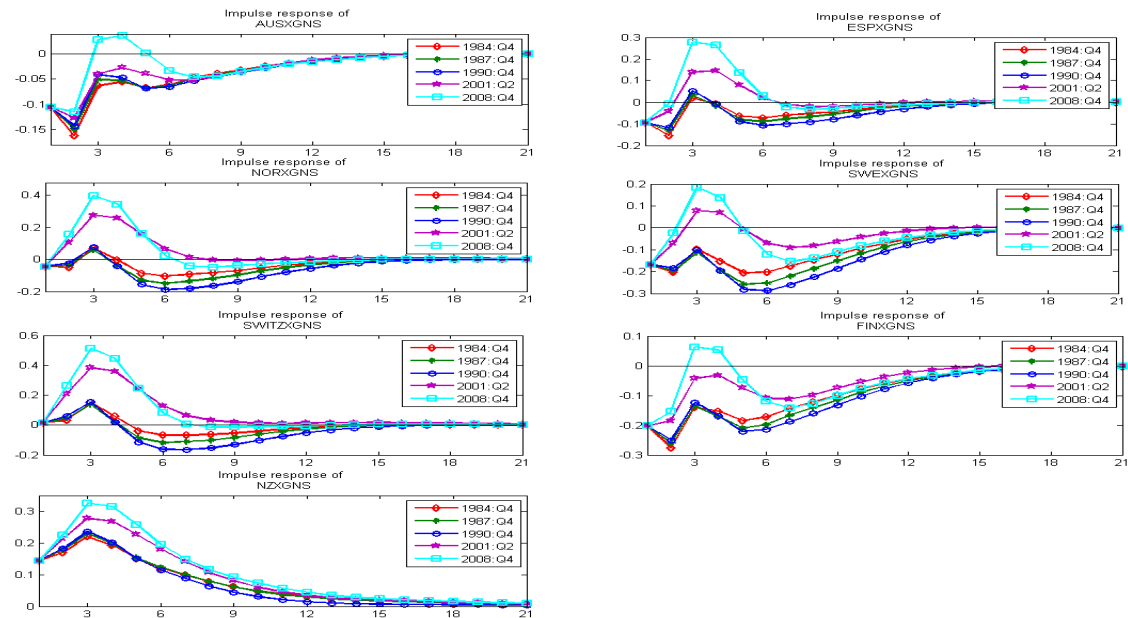 Impulse response of
AUSXGNS
0
-0.05
-0.1
-0.15
3 6 9 12 15 18 21
1984:Q4
1987:Q4
1990:Q4
2001:Q2
2008:Q4
Impulse response of
ESPXGNS
0.3
0.2
0.1
0
-0.1
-0.2
3 6 9 12 15 18 21
1984:Q4
1987:Q4
1990:Q4
2001:Q2
2008:Q4
Impulse response of
NORXGNS
0.4
0.2
0
-0.2
3 6 9 12 15 18 21
1984:Q4
1987:Q4
1990:Q4
2001:Q2
2008:Q4
Impulse response of
SWEXGNS
0.2
0.1
0
-0.1
-0.2
-0.3
3 6 9 12 15 18 21
1984:Q4
1987:Q4
1990:Q4
2001:Q2
2008:Q4
Impulse response of
SWITZXGNS
0.6
0.4
0.2
0
-0.2
3 6 9 12 15 18 21
1984:Q4
1987:Q4
1990:Q4
2001:Q2
2008:Q4
Impulse response of
FINXGNS
0.1
0
-0.1
-0.2
-0.3
3 6 9 12 15 18 21
1984:Q4
1987:Q4
1990:Q4
2001:Q2
2008:Q4
Impulse response of
NZXGNS
0.3
0.2
0.1
0
3 6 9 12 15 18 21
1984:Q4
1987:Q4
1990:Q4
2001:Q2
2008:Q4